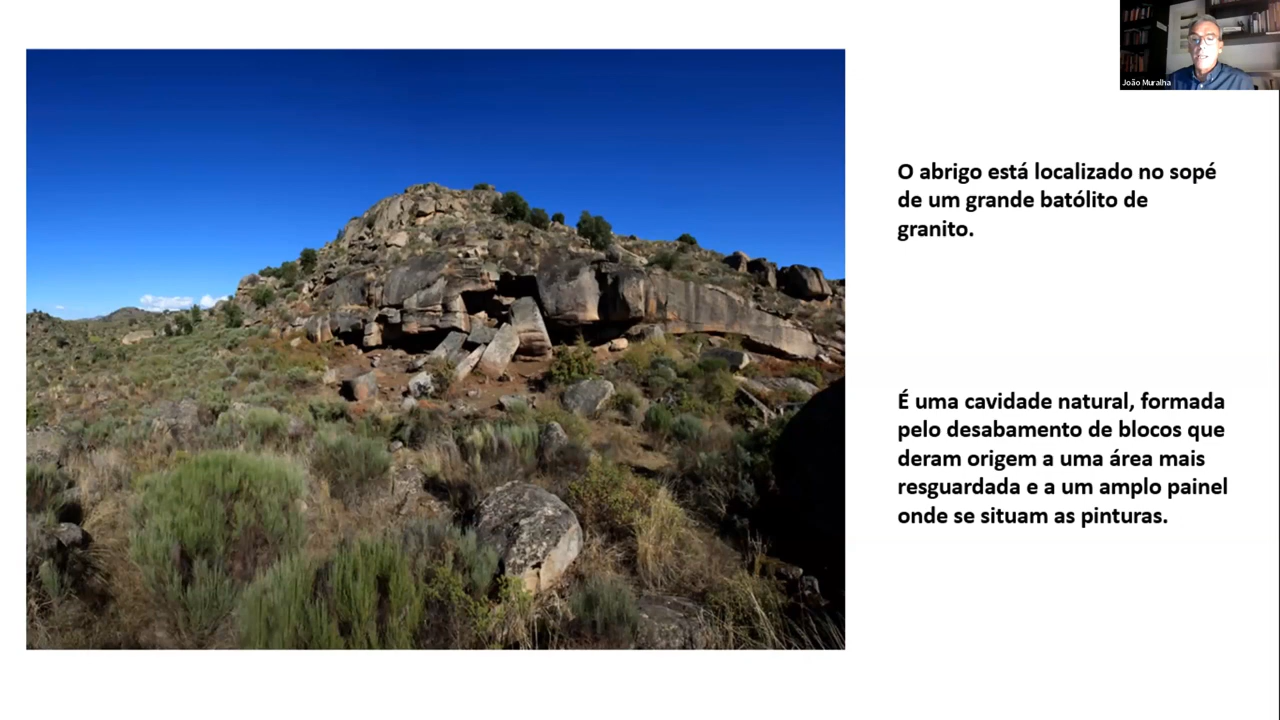 João Muralha
O abrigo está localizado no sopé
de um grande batólito de
granito.
É uma cavidade natural, formada
pelo desabamento de blocos que
deram origem a uma área mais
resguardada e a um amplo painel
onde se situam as pinturas.